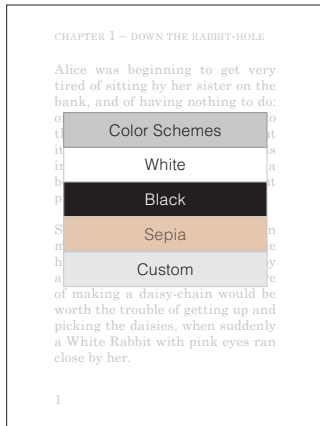 CHAPTER 1 – DOWN THE RABBIT-HOLE
Alice was beginning to get very
tired of sitting by her sister on the
bank, and of having nothing to do:
Color Schemes
White
Black
Sepia
Custom
of making a daisy-chain would be
worth the trouble of getting up and
picking the daisies, when suddenly
a White Rabbit with pink eyes ran
close by her.
1